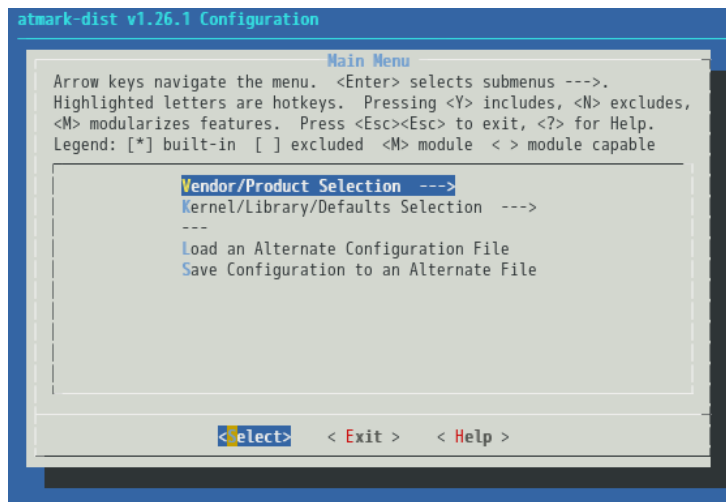 atmark-dist v1.26.1 Configuration
Main Menu
Arrow keys navigate the menu.  <Enter> selects submenus --->.
Highlighted letters are hotkeys.  Pressing <Y> includes, <N> excludes,
<M> modularizes features.  Press <Esc><Esc> to exit, <?> for Help.
Legend: [*] built-in  [ ] excluded  <M> module  < > module capable
Vendor/Product Selection  --->
Kernel/Library/Defaults Selection  --->
---
Load an Alternate Configuration File
Save Configuration to an Alternate File
<Select>    < Exit >    < Help >